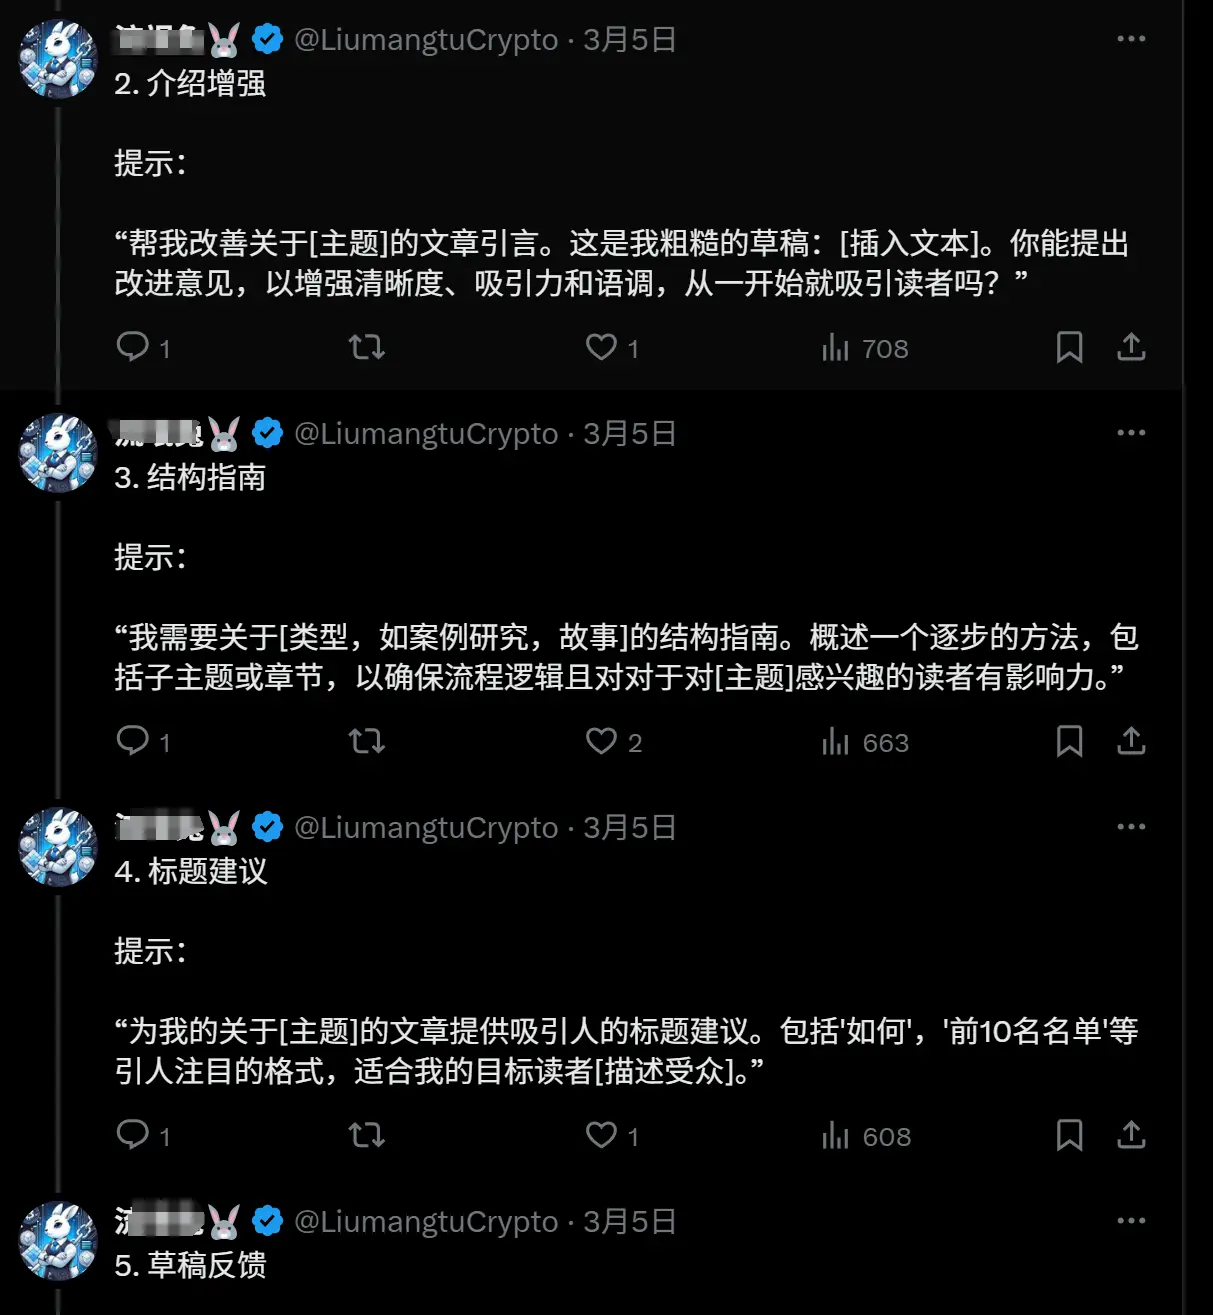 @LiumangtuCrypto · 3月5日
2. 介绍增强
提示：
“帮我改善关于[主题]的文章引言。这是我粗糙的草稿：[插入文本]。你能提出
改进意见，以增强清晰度、吸引力和语调，从一开始就吸引读者吗？”
1 1 708
@LiumangtuCrypto · 3月5日
3. 结构指南
提示：
“我需要关于[类型，如案例研究，故事]的结构指南。概述一个逐步的方法，包
括子主题或章节，以确保流程逻辑且对对于对[主题]感兴趣的读者有影响力。”
1 2 663
@LiumangtuCrypto · 3月5日
4. 标题建议
提示：
“为我的关于[主题]的文章提供吸引人的标题建议。包括'如何'，'前10名名单'等
引人注目的格式，适合我的目标读者[描述受众]。”
1 1 608
@LiumangtuCrypto · 3月5日
5. 草稿反馈